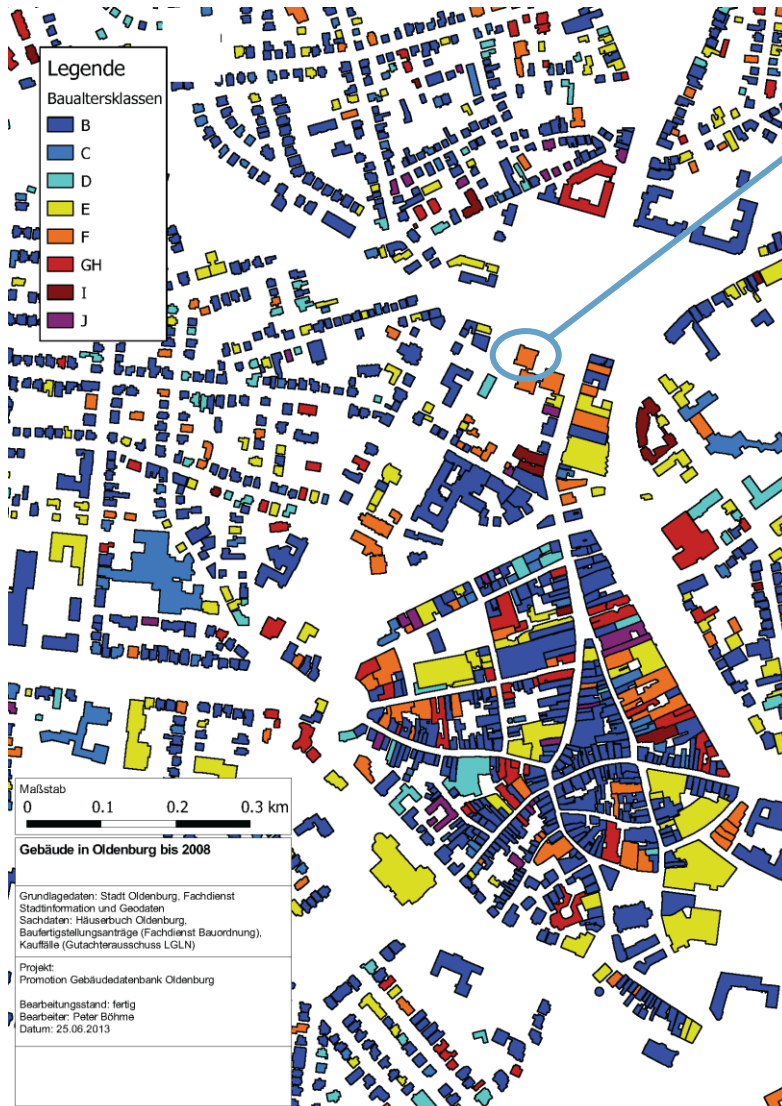 Legende
Baualtersklassen
B
C
D
E
F
GH
I
J
Maßstab
0 0.1 0.2 0.3 km
Gebäude in Oldenburg bis 2008
Grundlagedaten: Stadt Oldenburg, Fachdienst
Stadtinformation und Geodaten
Sachdaten: Häuserbuch Oldenburg,
Baufertigstellungsanträge (Fachdienst Bauordnung),
Kauffälle (Gutachterausschuss LGLN)
Projekt:
Promotion Gebäudedatenbank Oldenburg
Bearbeitungsstand: fertig
Bearbeiter: Peter Böhme
Datum: 25.06.2013